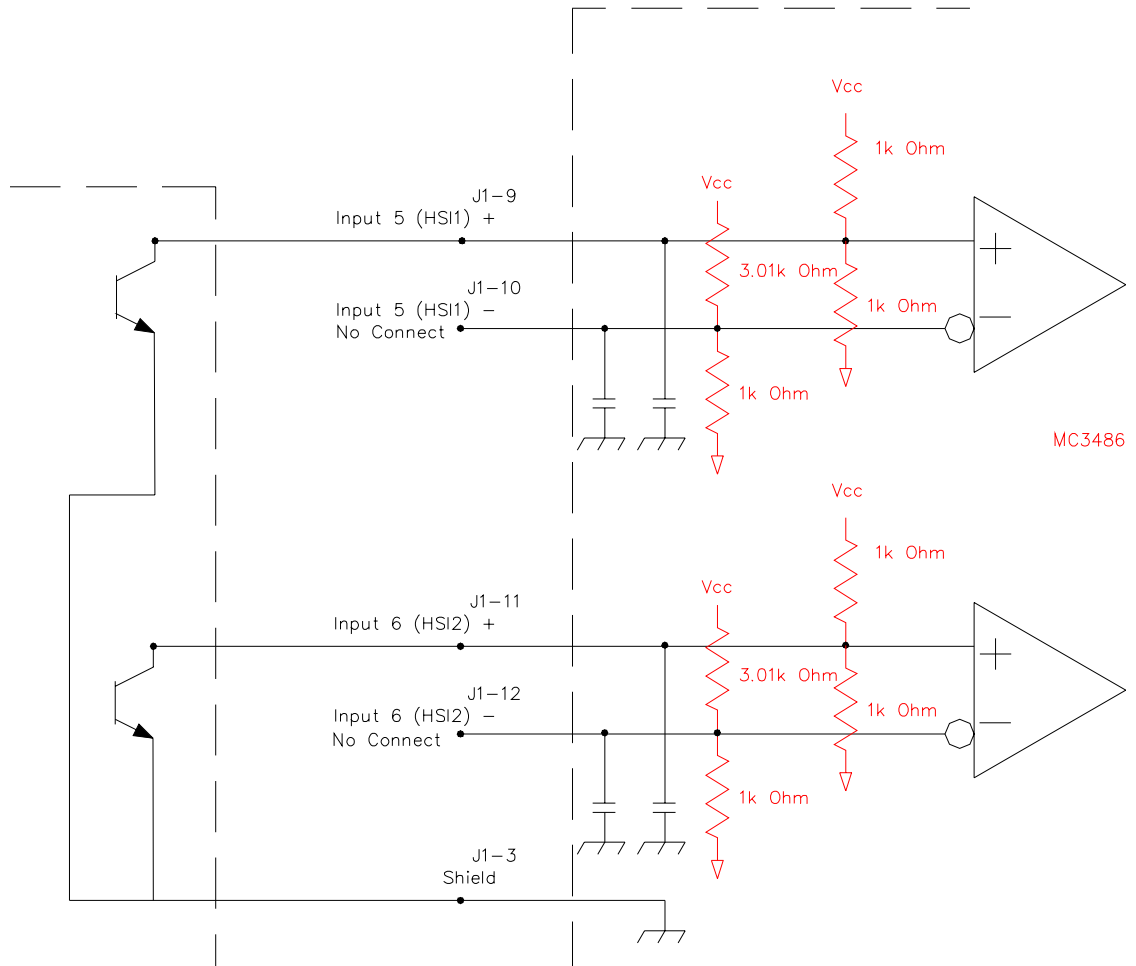 Vcc
1k Ohm
Vcc
J1-9
Input 5 (HSI1) +
3.01k Ohm
J1-10
Input 5 (HSI1) -
No Connect
1k Ohm
1k Ohm
MC3486
Vcc
1k Ohm
Vcc
J1-11
Input 6 (HSI2) +
3.01k Ohm
J1-12
Input 6 (HSI2) -
No Connect
1k Ohm
1k Ohm
J1-3
Shield